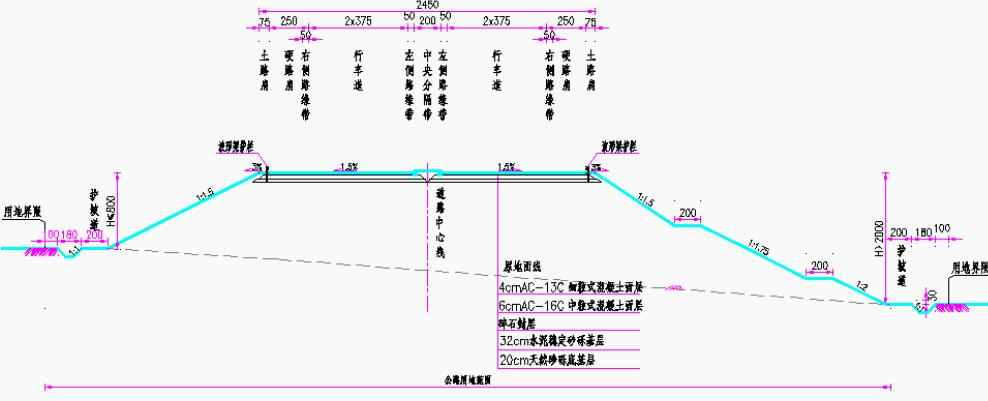 2450
75 250 50 2x375 50 200 50 2x375 50 250 75
土路肩
硬路肩
右侧路缘带
行车道
左侧路缘带
中央分隔带
左侧路缘带
行车道
右侧路缘带
硬路肩
土路肩
波形梁护栏
波形梁护栏
3% 1.5% 1.5% 3%
1:1.5
1:1.5
护坡道
H≤800
用地界限
00 180 200
1:1
道路中心线
200
1:1.75
200
1:2
H>2000
200 180 100
护坡道
用地界限
30
1:1
原地面线
4cmAC-13C 细粒式混凝土面层
6cmAC-16C 中粒式混凝土面层
碎石封层
32cm水泥稳定砂砾基层
20cm天然砂砾底基层
公路用地范围